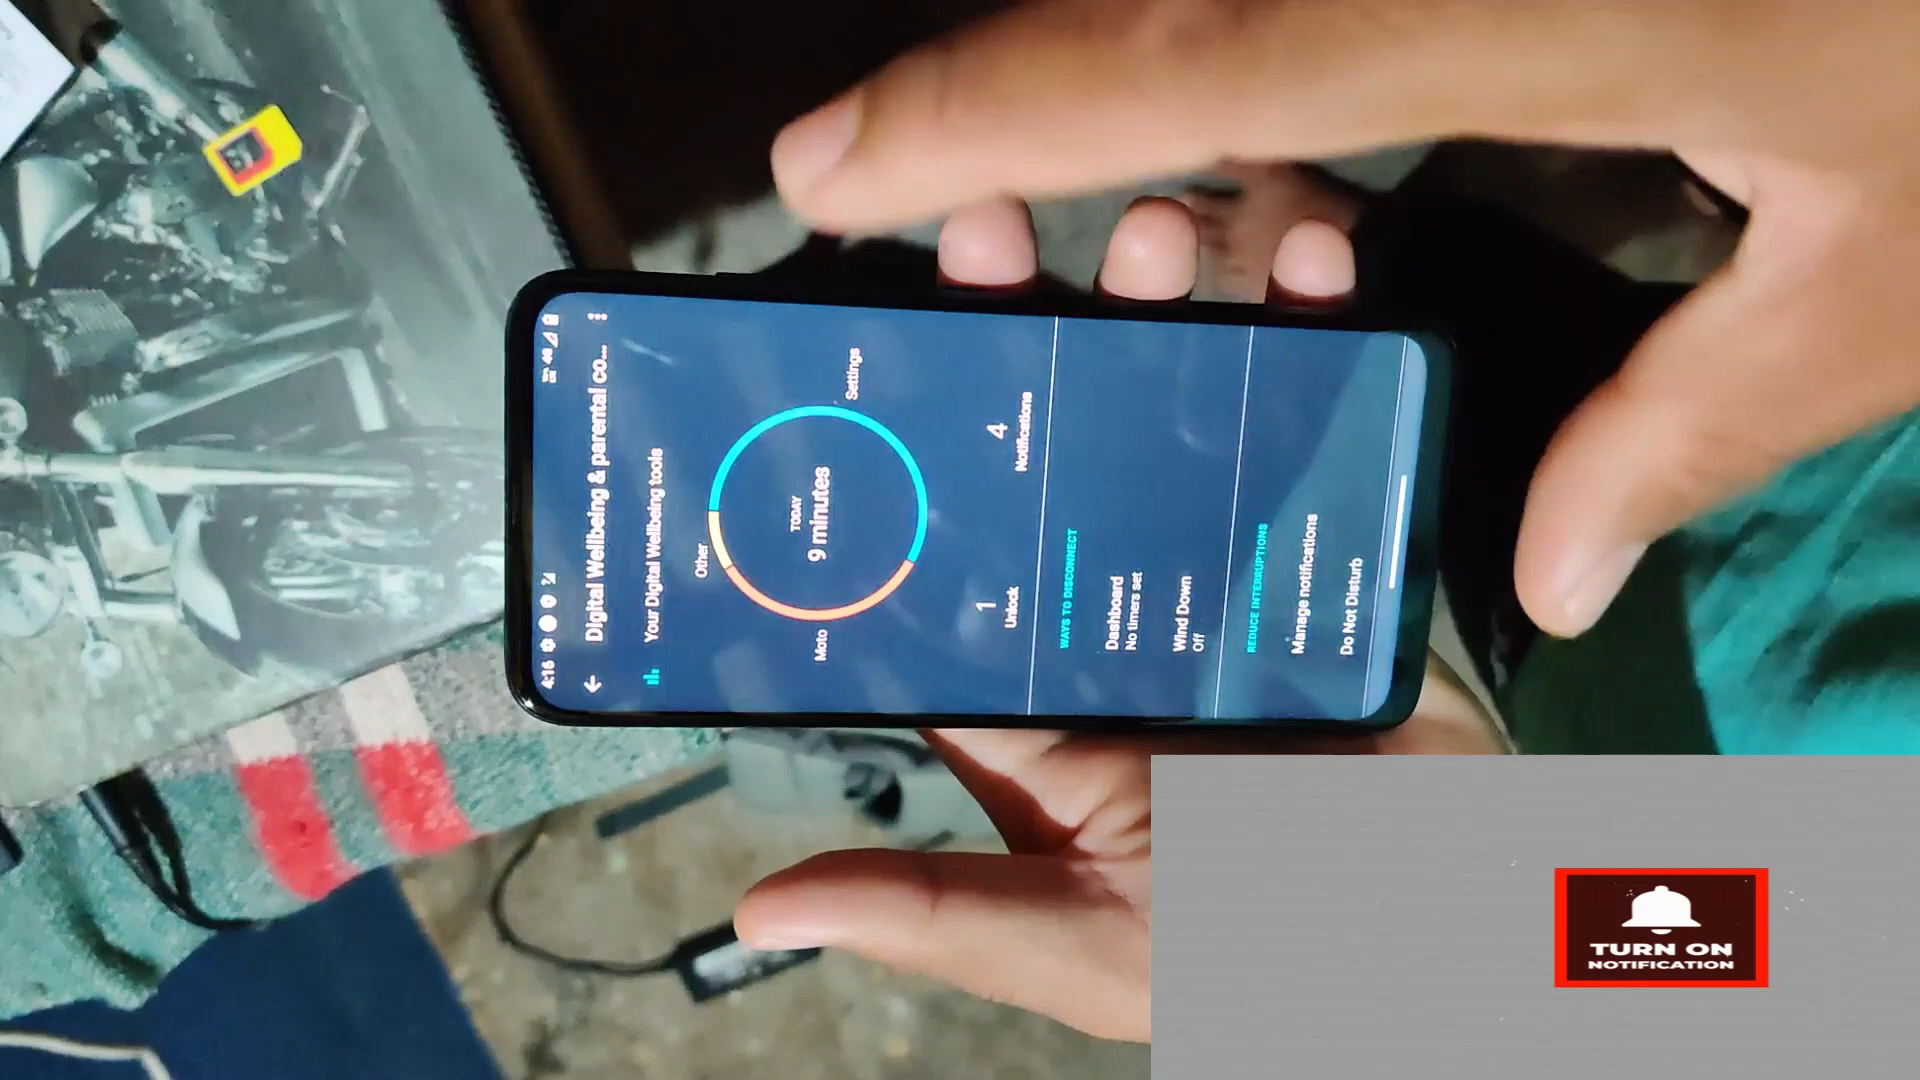 4:16
Digital Wellbeing & parental co...
Your Digital Wellbeing tools
Other
TODAY
9 minutes
Settings
Moto
1
Unlock
4
Notifications
WAYS TO DISCONNECT
Dashboard
No timers set
Wind Down
Off
REDUCE INTERRUPTIONS
Manage notifications
Do Not Disturb
TURN ON
NOTIFICATION